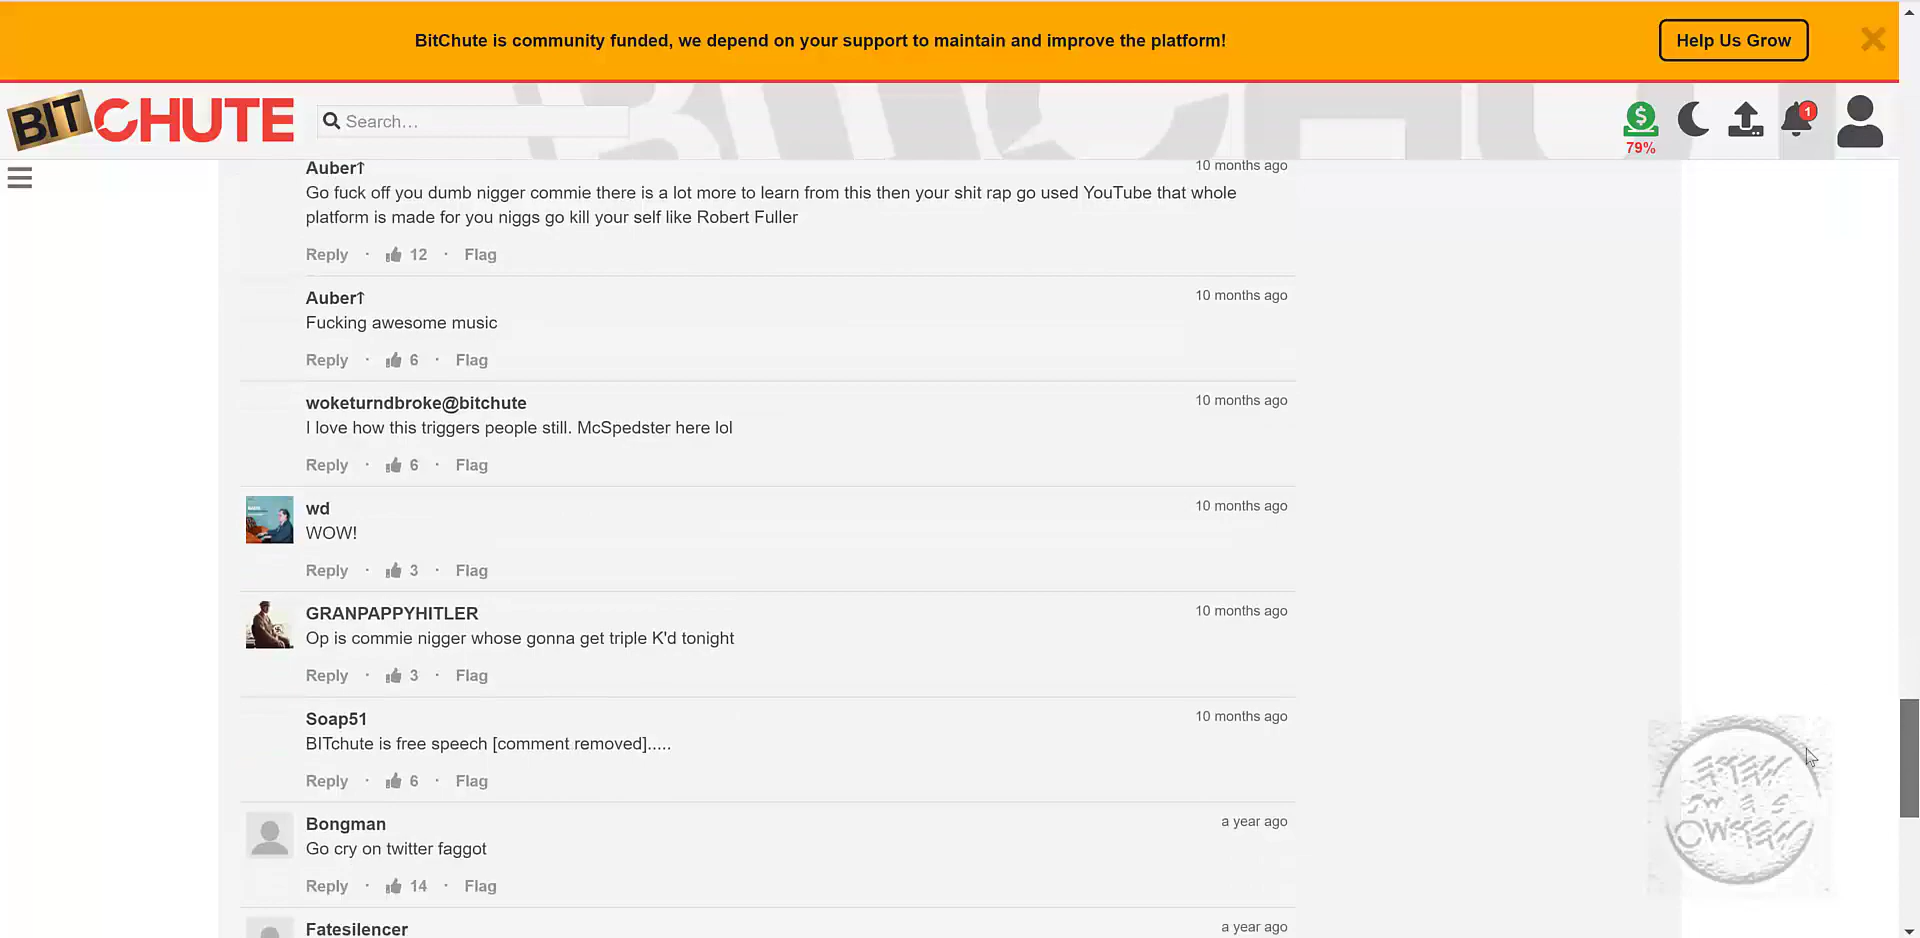 BitChute is community funded, we depend on your support to maintain and improve the platform!
Help Us Grow
BITCHUTE
Search...
1
79%
Auber↑
10 months ago
Go fuck off you dumb nigger commie there is a lot more to learn from this then your shit rap go used YouTube that whole
platform is made for you niggs go kill your self like Robert Fuller
Reply · 12 · Flag
Auber↑
10 months ago
Fucking awesome music
Reply · 6 · Flag
woketurndbroke@bitchute
10 months ago
I love how this triggers people still. McSpedster here lol
Reply · 6 · Flag
wd
10 months ago
WOW!
Reply · 3 · Flag
GRANPAPPYHITLER
10 months ago
Op is commie nigger whose gonna get triple K'd tonight
Reply · 3 · Flag
Soap51
10 months ago
BITchute is free speech [comment removed].....
Reply · 6 · Flag
Bongman
a year ago
Go cry on twitter faggot
Reply · 14 · Flag
Fatesilencer
a year ago